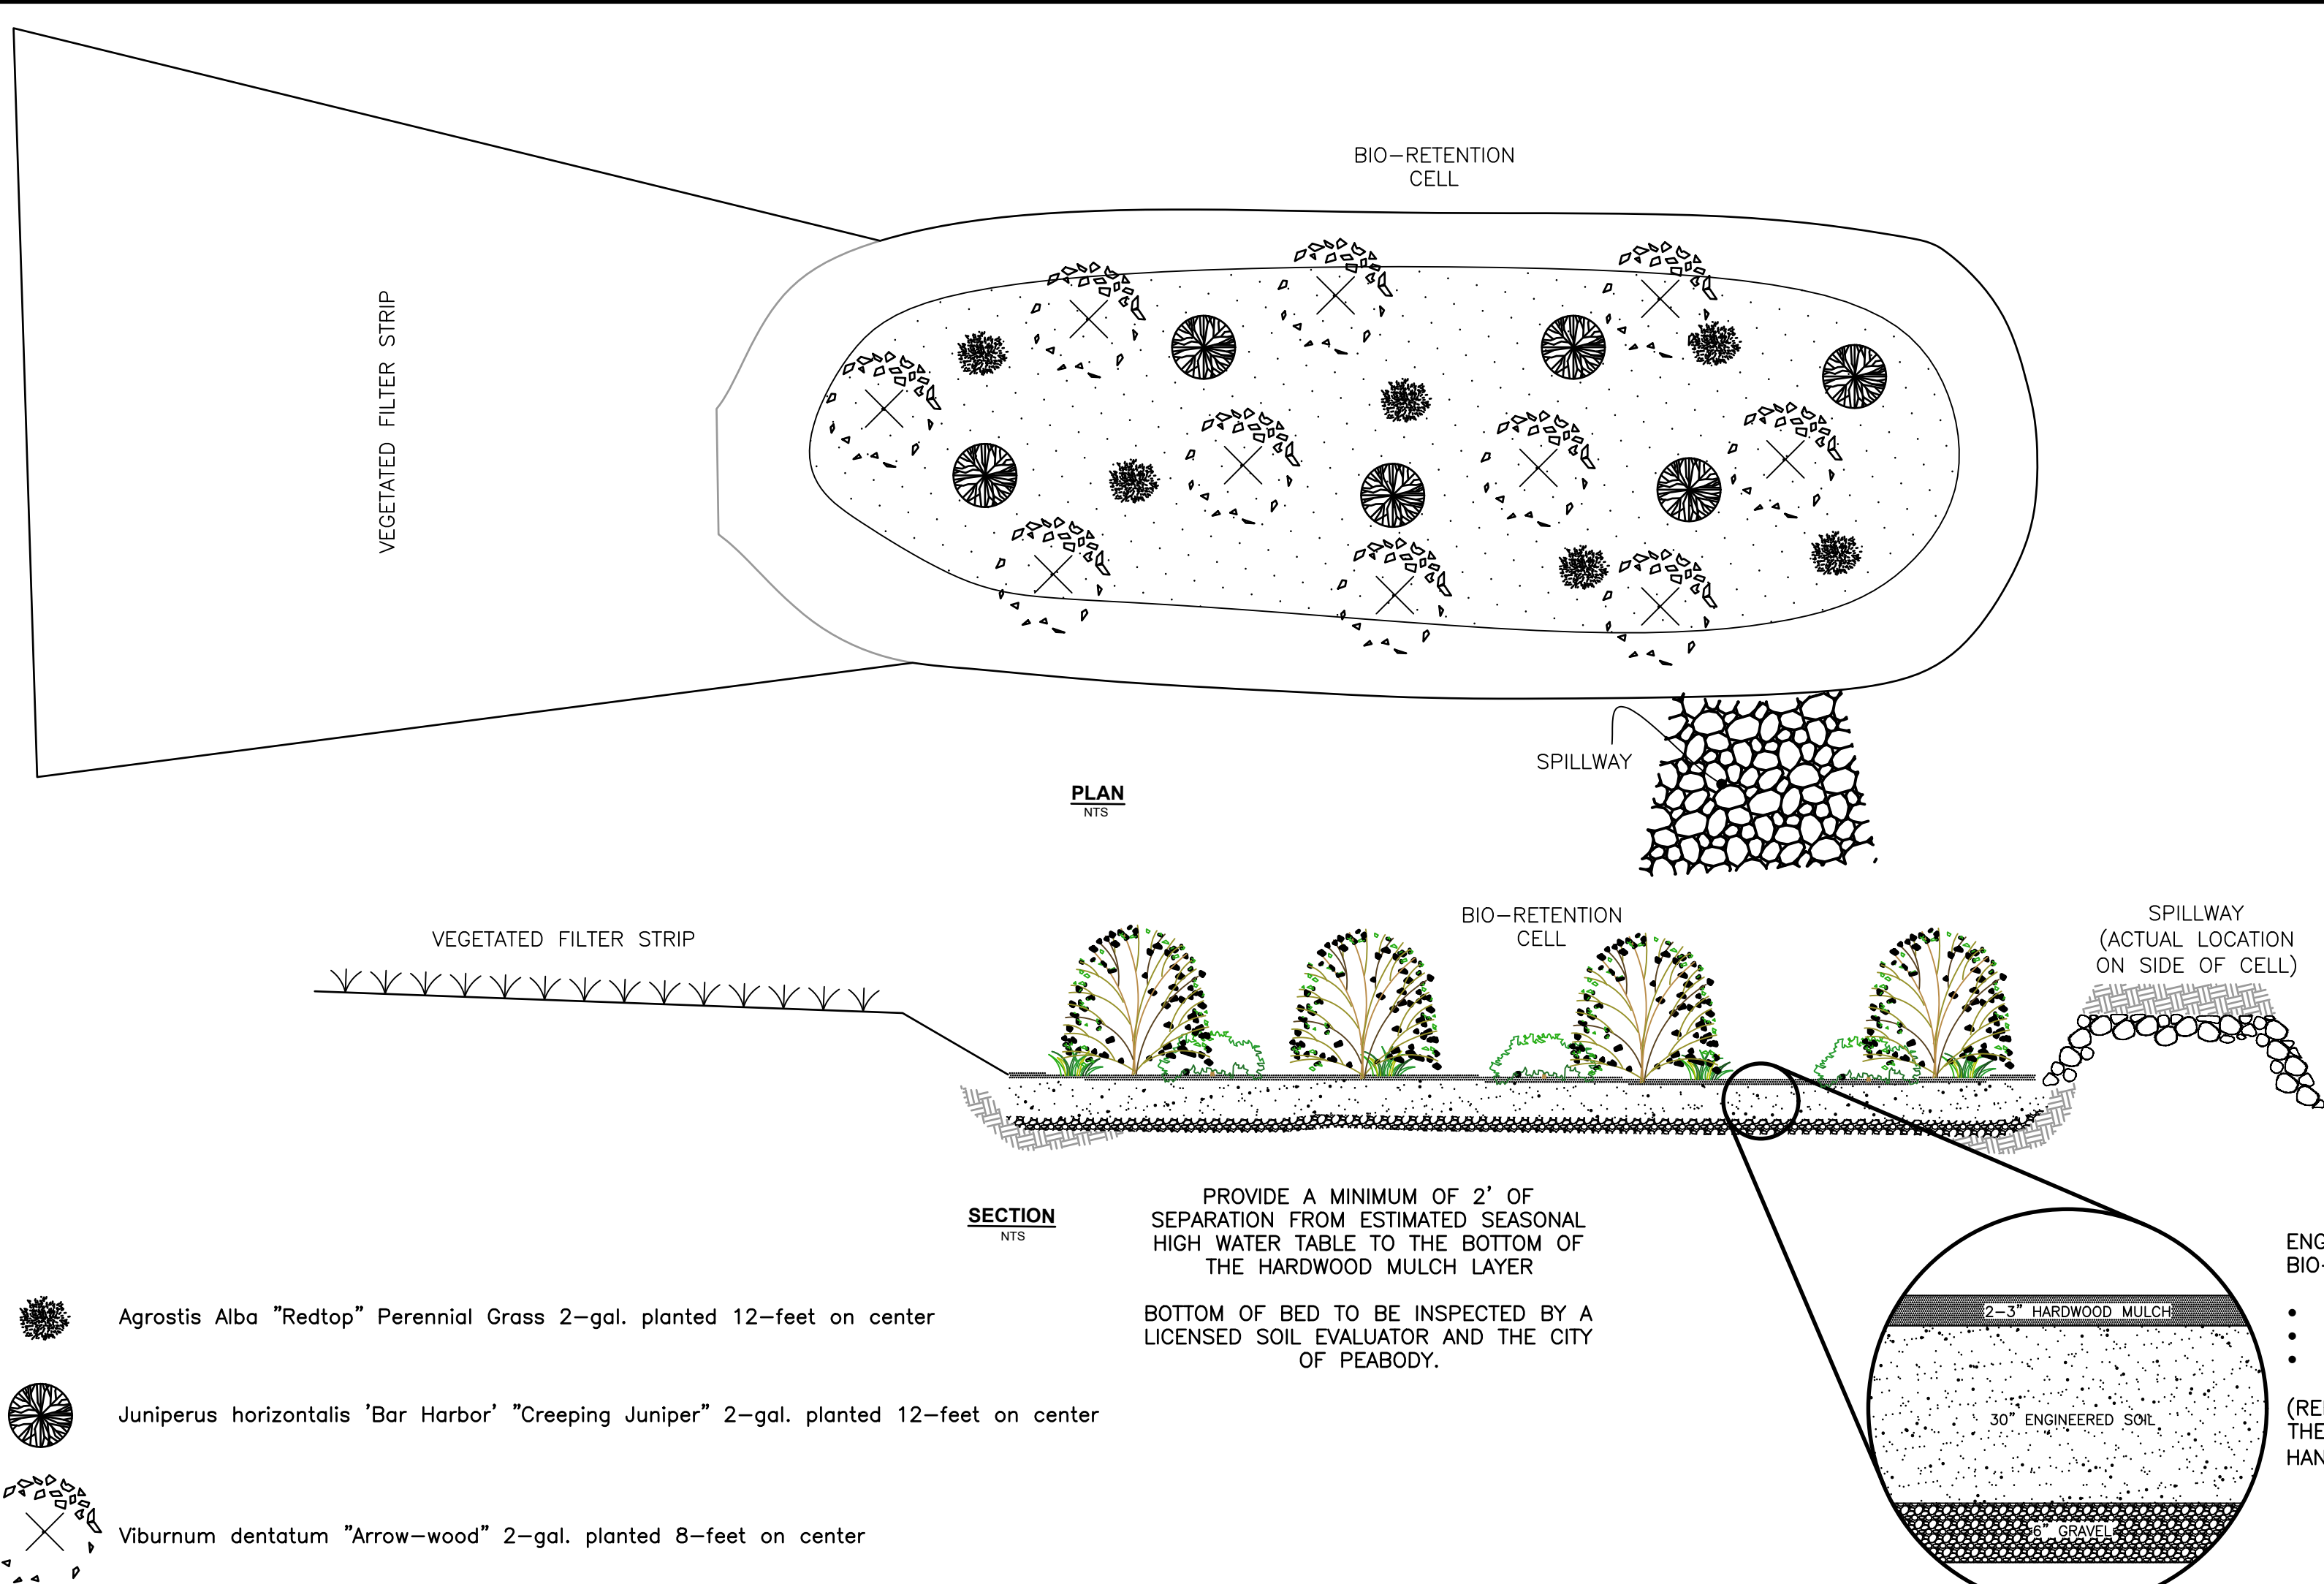 BIO-RETENTION
CELL
VEGETATED FILTER STRIP
SPILLWAY
PLAN
NTS
VEGETATED FILTER STRIP
BIO-RETENTION
CELL
SPILLWAY
(ACTUAL LOCATION
ON SIDE OF CELL)
SECTION
NTS
PROVIDE A MINIMUM OF 2' OF
SEPARATION FROM ESTIMATED SEASONAL
HIGH WATER TABLE TO THE BOTTOM OF
THE HARDWOOD MULCH LAYER
BOTTOM OF BED TO BE INSPECTED BY A
LICENSED SOIL EVALUATOR AND THE CITY
OF PEABODY.
Agrostis Alba "Redtop" Perennial Grass 2-gal. planted 12-feet on center
Juniperus horizontalis 'Bar Harbor' "Creeping Juniper" 2-gal. planted 12-feet on center
Viburnum dentatum "Arrow-wood" 2-gal. planted 8-feet on center
2-3" HARDWOOD MULCH
30" ENGINEERED SOIL
6" GRAVEL
BIO-
THE